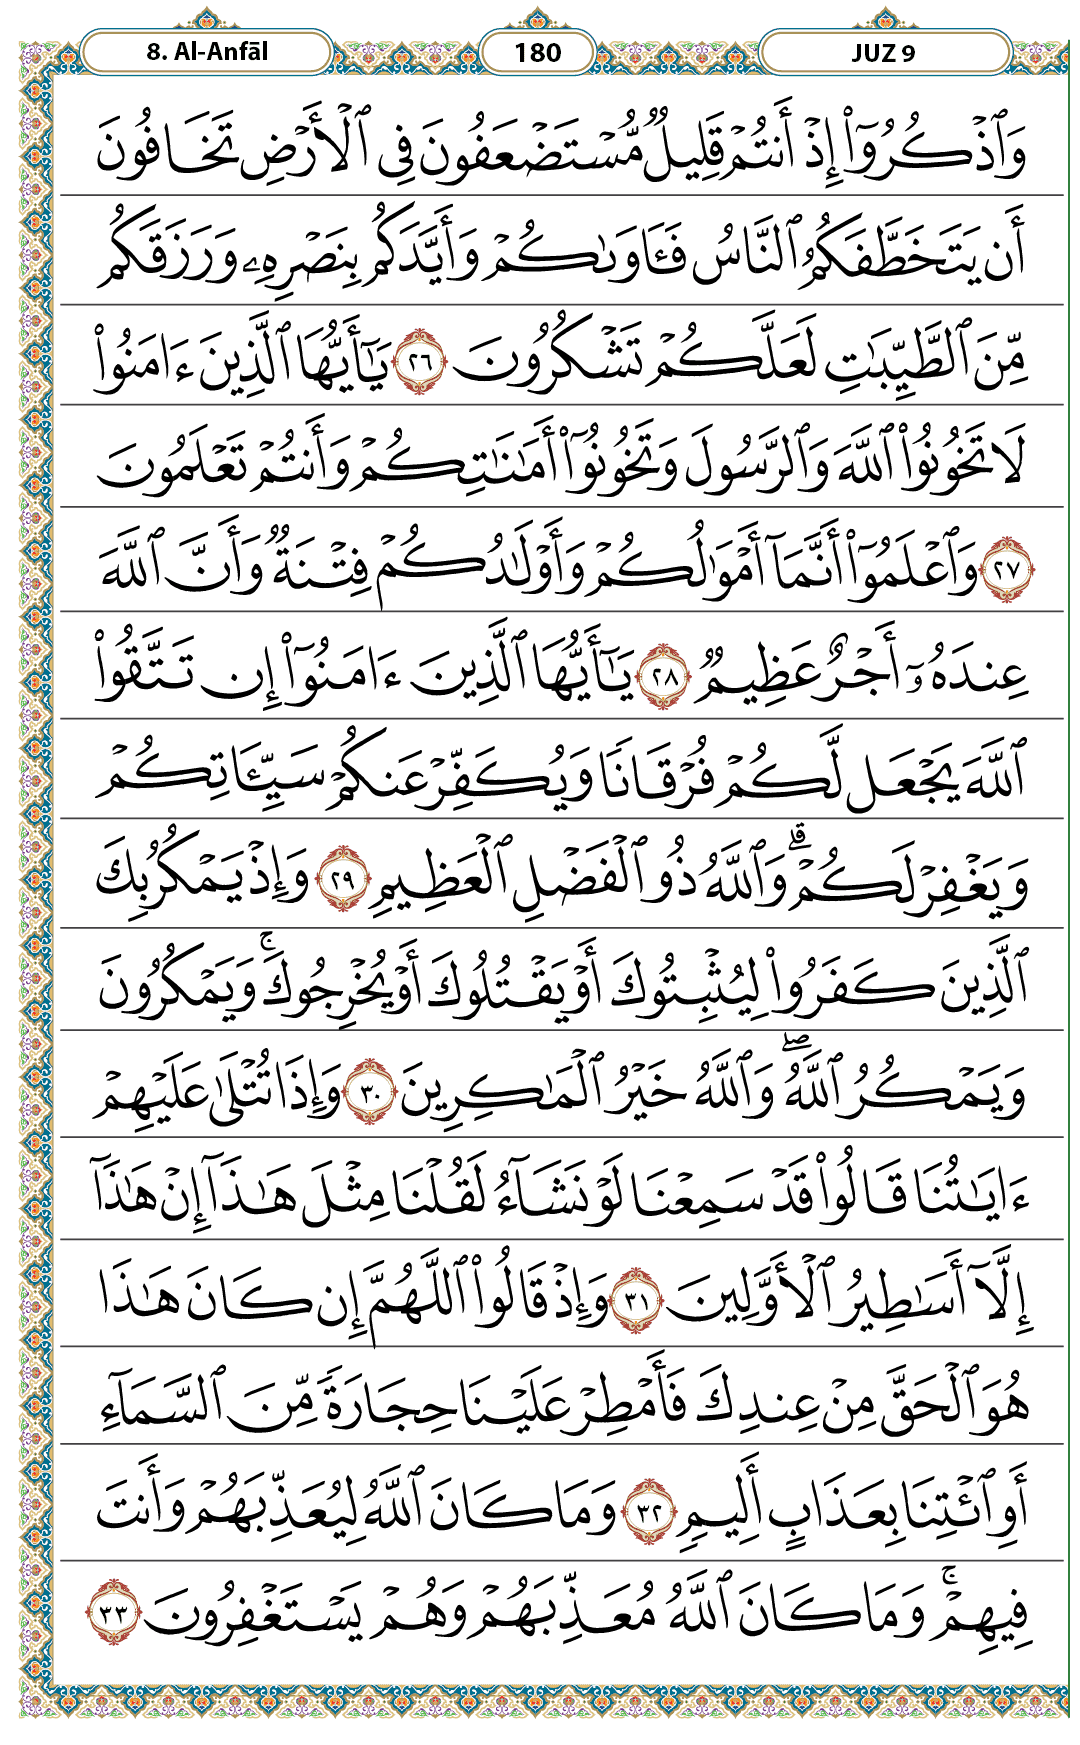 8. Al-Anfāl 180 JUZ 9
وَٱذْكُرُوٓا۟ إِذْ أَنتُمْ قَلِيلٌ مُّسْتَضْعَفُونَ فِى ٱلْأَرْضِ تَخَافُونَ
أَن يَتَخَطَّفَكُمُ ٱلنَّاسُ فَـَٔاوَىٰكُمْ وَأَيَّدَكُم بِنَصْرِهِۦ وَرَزَقَكُم
مِّنَ ٱلطَّيِّبَٰتِ لَعَلَّكُمْ تَشْكُرُونَ ٢٦ يَٰٓأَيُّهَا ٱلَّذِينَ ءَامَنُوا۟
لَا تَخُونُوا۟ ٱللَّهَ وَٱلرَّسُولَ وَتَخُونُوٓا۟ أَمَٰنَٰتِكُمْ وَأَنتُمْ تَعْلَمُونَ
٢٧ وَٱعْلَمُوٓا۟ أَنَّمَآ أَمْوَٰلُكُمْ وَأَوْلَٰدُكُمْ فِتْنَةٌ وَأَنَّ ٱللَّهَ
عِندَهُۥٓ أَجْرٌ عَظِيمٌ ٢٨ يَٰٓأَيُّهَا ٱلَّذِينَ ءَامَنُوٓا۟ إِن تَتَّقُوا۟
ٱللَّهَ يَجْعَل لَّكُمْ فُرْقَانًا وَيُكَفِّرْ عَنكُمْ سَيِّـَٔاتِكُمْ
وَيَغْفِرْ لَكُمْ ۗ وَٱللَّهُ ذُو ٱلْفَضْلِ ٱلْعَظِيمِ ٢٩ وَإِذْ يَمْكُرُ بِكَ
ٱلَّذِينَ كَفَرُوا۟ لِيُثْبِتُوكَ أَوْ يَقْتُلُوكَ أَوْ يُخْرِجُوكَ ۚ وَيَمْكُرُونَ
وَيَمْكُرُ ٱللَّهُ ۖ وَٱللَّهُ خَيْرُ ٱلْمَٰكِرِينَ ٣٠ وَإِذَا تُتْلَىٰ عَلَيْهِمْ
ءَايَٰتُنَا قَالُوا۟ قَدْ سَمِعْنَا لَوْ نَشَآءُ لَقُلْنَا مِثْلَ هَٰذَآ إِنْ هَٰذَآ
إِلَّآ أَسَٰطِيرُ ٱلْأَوَّلِينَ ٣١ وَإِذْ قَالُوا۟ ٱللَّهُمَّ إِن كَانَ هَٰذَا
هُوَ ٱلْحَقَّ مِنْ عِندِكَ فَأَمْطِرْ عَلَيْنَا حِجَارَةً مِّنَ ٱلسَّمَآءِ
أَوِ ٱئْتِنَا بِعَذَابٍ أَلِيمٍ ٣٢ وَمَا كَانَ ٱللَّهُ لِيُعَذِّبَهُمْ وَأَنتَ
فِيهِمْ ۚ وَمَا كَانَ ٱللَّهُ مُعَذِّبَهُمْ وَهُمْ يَسْتَغْفِرُونَ ٣٣